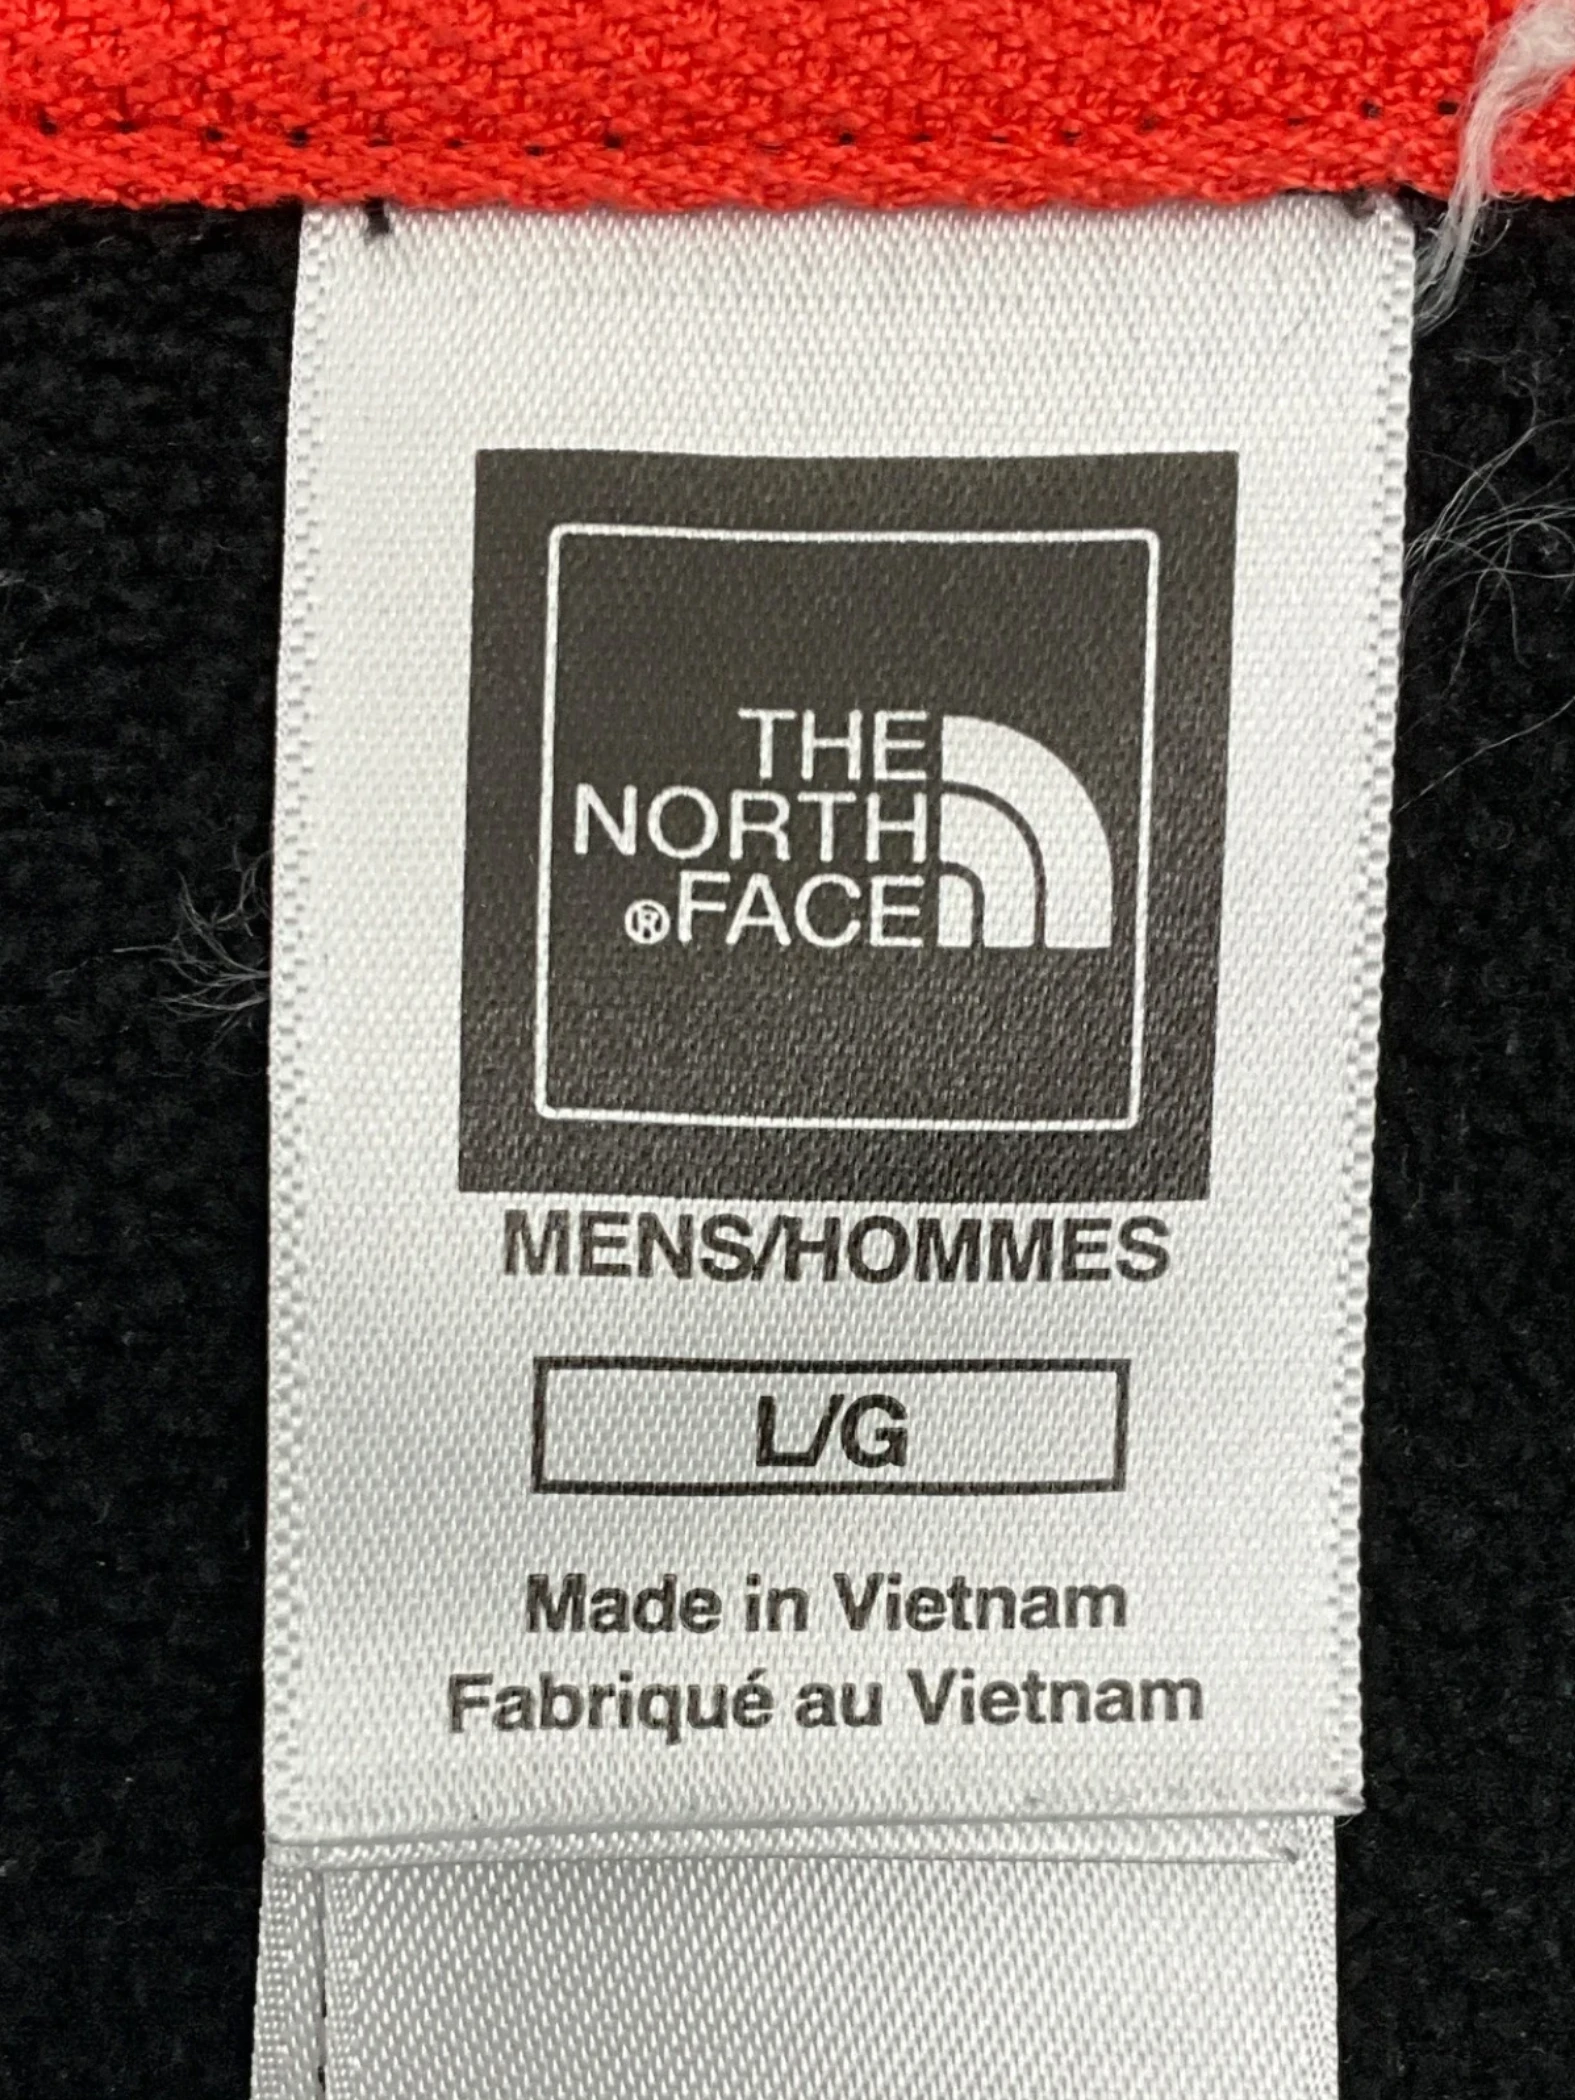 THE
NORTH
®FACE
MENS/HOMMES
L/G
Made in Vietnam
Fabriqué au Vietnam